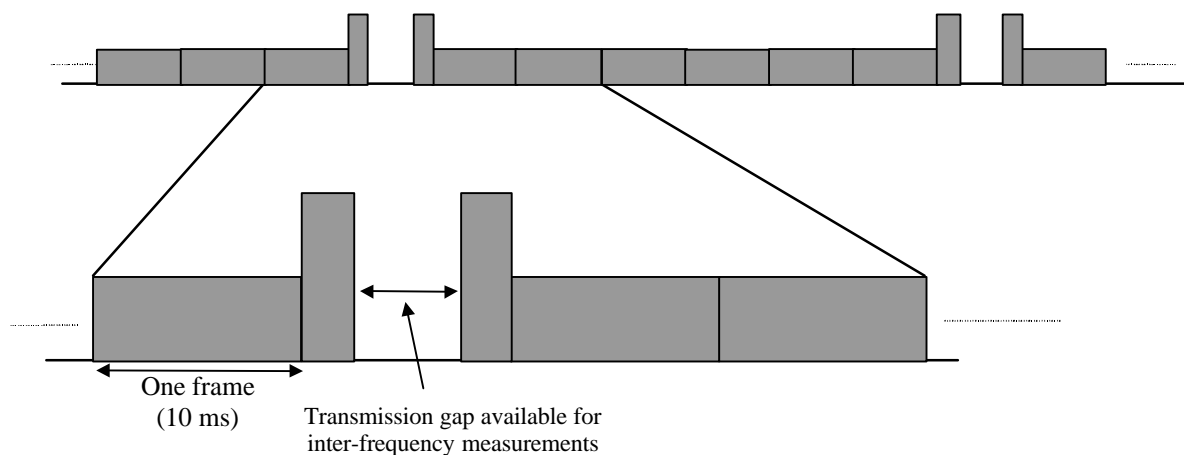 One frame
(10 ms)
Transmission gap available for
inter-frequency measurements